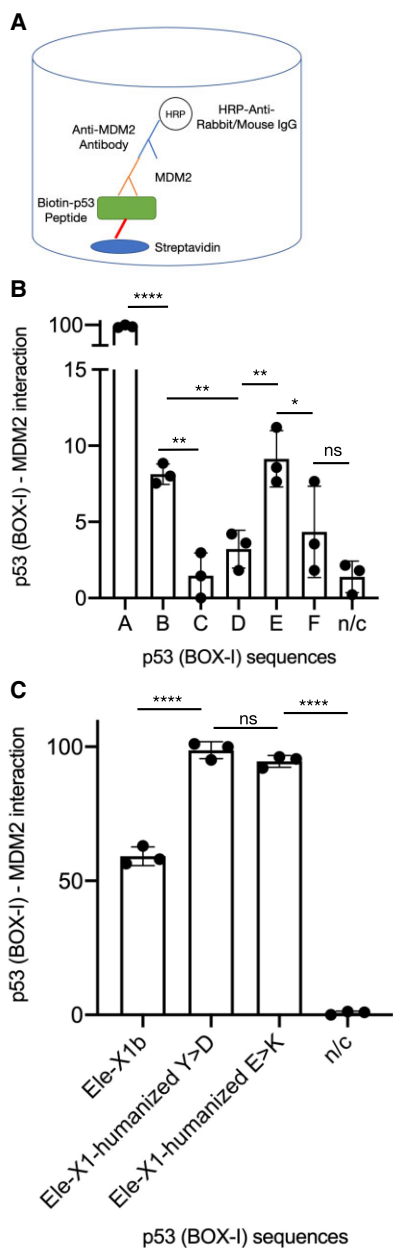 A
HRP
HRP-Anti-
Rabbit/Mouse IgG
Anti-MDM2
Antibody
MDM2
Biotin-p53
Peptide
Streptavidin
B
p53 (BOX-I) - MDM2 interaction
100
15
10
5
0
****
**
**
**
*
ns
A B C D E F n/c
p53 (BOX-I) sequences
C
p53 (BOX-I) - MDM2 interaction
100
50
0
****
ns
****
Ele-X1b
Ele-X1-humanized Y>D
Ele-X1-humanized E>K
n/c
p53 (BOX-I) sequences